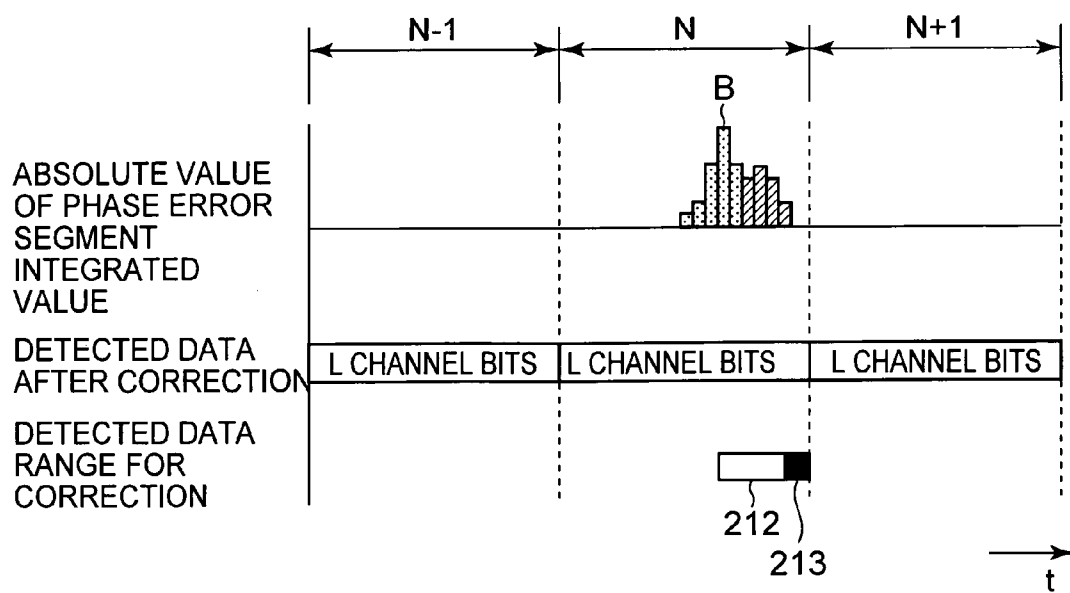 N-1 N N+1
B
ABSOLUTE VALUE
OF PHASE ERROR
SEGMENT
INTEGRATED
VALUE
DETECTED DATA
AFTER CORRECTION
L CHANNEL BITS L CHANNEL BITS L CHANNEL BITS
DETECTED DATA
RANGE FOR
CORRECTION
212
213
t